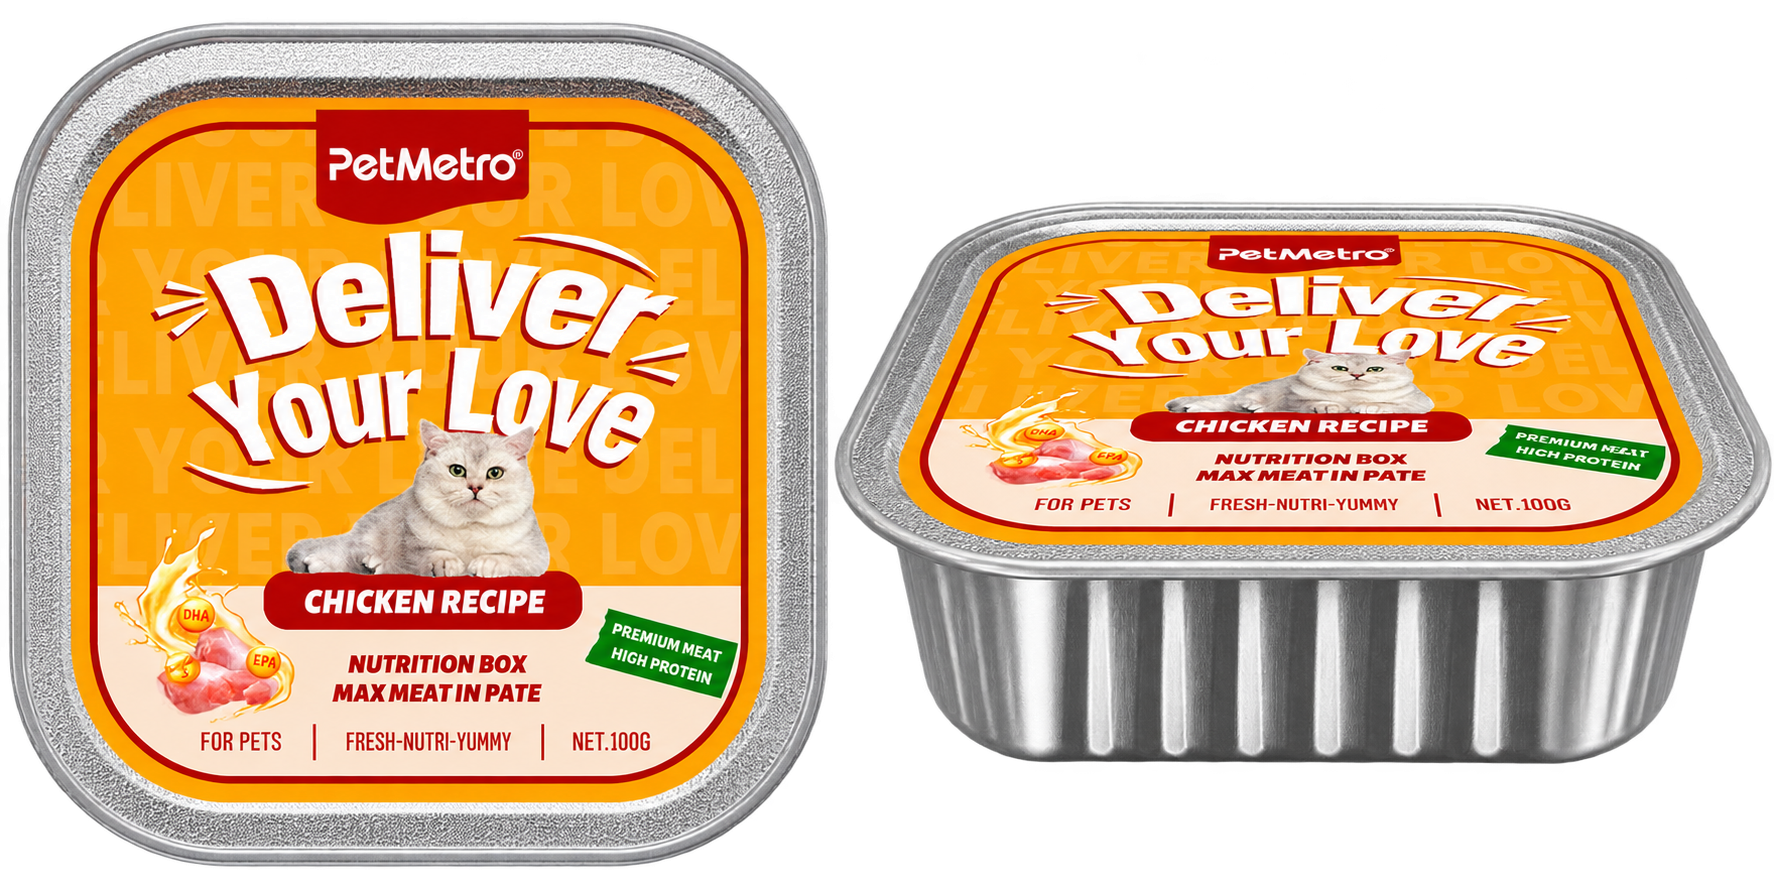 PetMetro®
Deliver
Your Love
CHICKEN RECIPE
DHA
EPA
PREMIUM MEAT
HIGH PROTEIN
NUTRITION BOX
MAX MEAT IN PATE
FOR PETS | FRESH-NUTRI-YUMMY | NET.100G
PetMetro®
Deliver
Your Love
CHICKEN RECIPE
DHA
EPA
PREMIUM MEAT
HIGH PROTEIN
NUTRITION BOX
MAX MEAT IN PATE
FOR PETS | FRESH-NUTRI-YUMMY | NET.100G